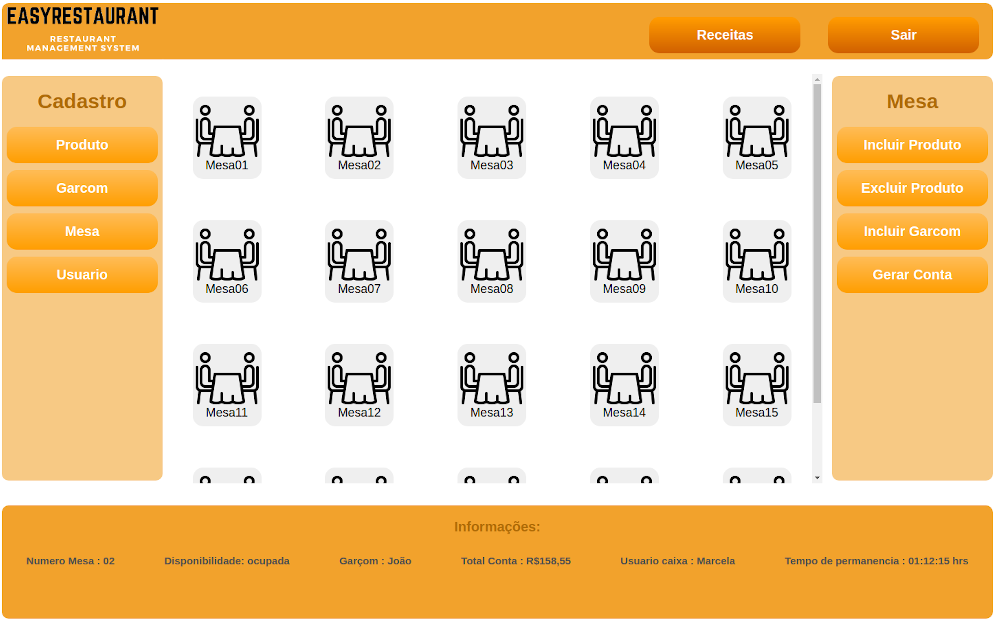 EASYRESTAURANT
RESTAURANT
MANAGEMENT SYSTEM
Receitas
Sair
Cadastro
Produto
Garcom
Mesa
Usuario
Mesa01
Mesa02
Mesa03
Mesa04
Mesa05
Mesa06
Mesa07
Mesa08
Mesa09
Mesa10
Mesa11
Mesa12
Mesa13
Mesa14
Mesa15
Mesa
Incluir Produto
Excluir Produto
Incluir Garcom
Gerar Conta
Informações:
Numero Mesa : 02
Disponibilidade: ocupada
Garçom : João
Total Conta : R$158,55
Usuario caixa : Marcela
Tempo de permanencia : 01:12:15 hrs